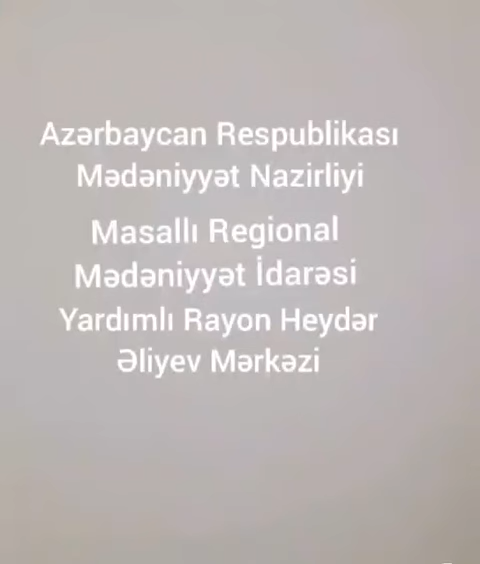 Azərbaycan Respublikası
Mədəniyyət Nazirliyi
Masallı Regional
Mədəniyyət İdarəsi
Yardımlı Rayon Heydər
Əliyev Mərkəzi